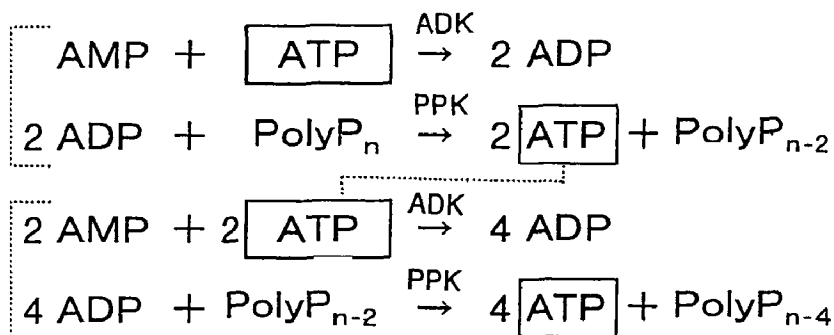 AMP + ATP ADK → 2 ADP
2 ADP + PolyPn PPK → 2 ATP + PolyPn-2
2 AMP + 2 ATP ADK → 4 ADP
4 ADP + PolyPn-2 PPK → 4 ATP + PolyPn-4